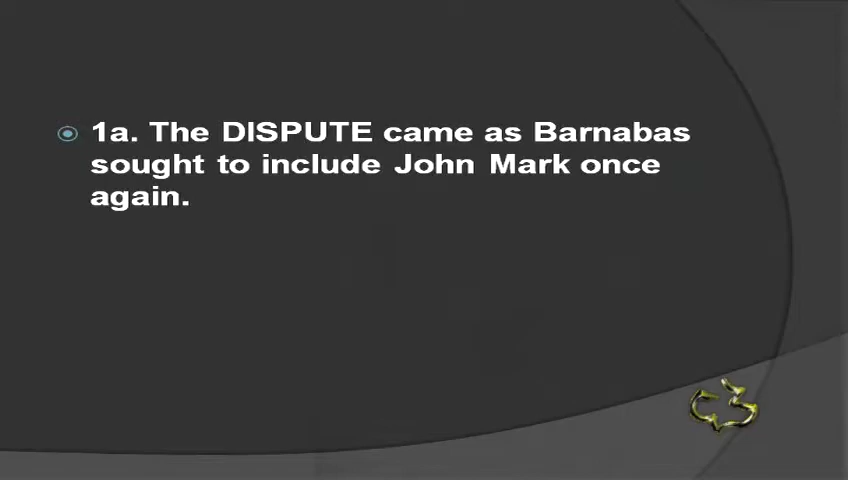 1a. The DISPUTE came as Barnabas
sought to include John Mark once
again.